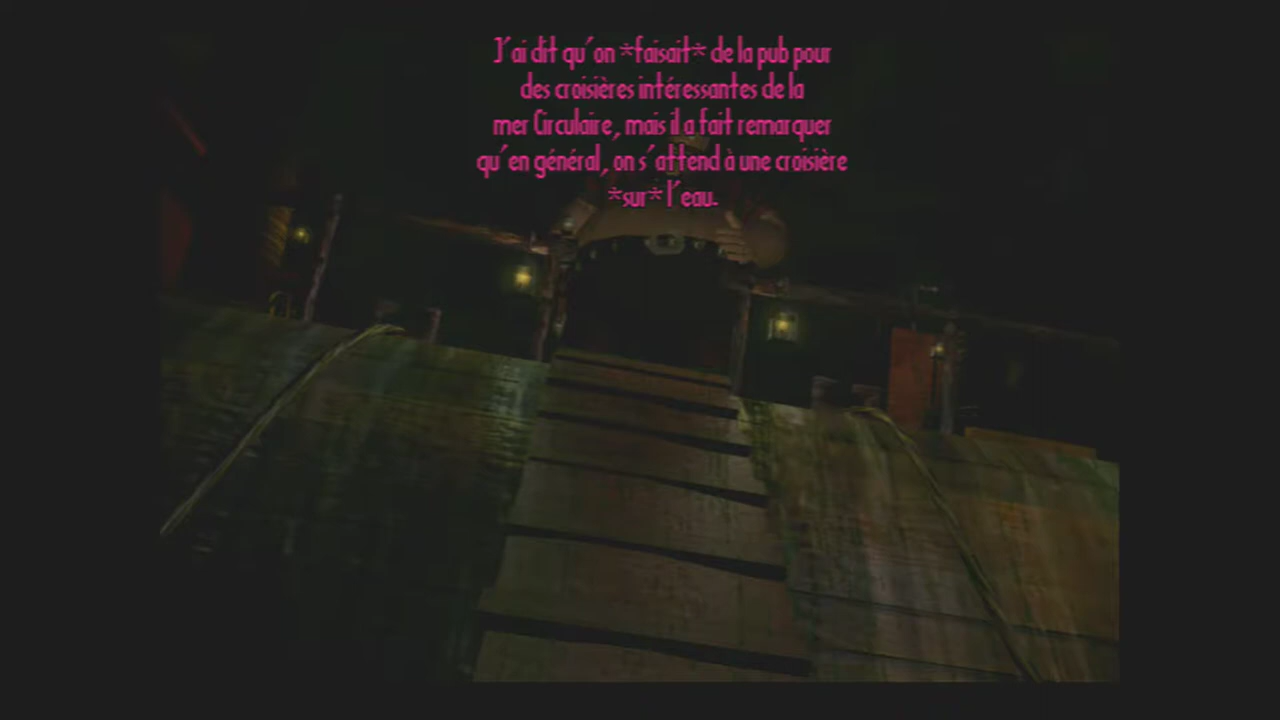 J'ai dit qu'on *faisait* de la pub pour
des croisières intéressantes de la
mer Circulaire, mais il a fait remarquer
qu'en général, on s'attend à une croisière
*sur* l'eau.